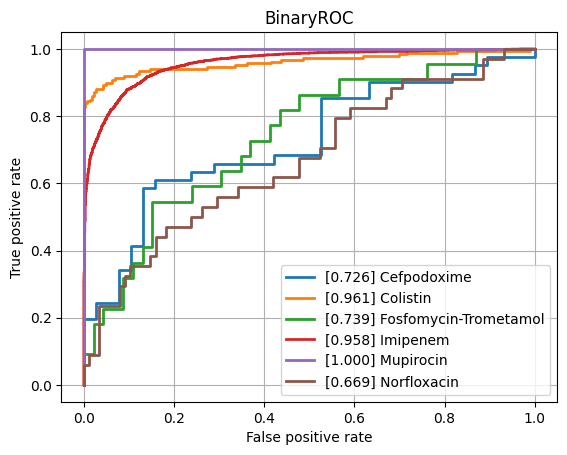 BinaryROC
True positive rate
1.0
0.8
0.6
0.4
0.2
0.0
[0.726] Cefpodoxime
[0.961] Colistin
[0.739] Fosfomycin-Trometamol
[0.958] Imipenem
[1.000] Mupirocin
[0.669] Norfloxacin
0.0 0.2 0.4 0.6 0.8 1.0
False positive rate